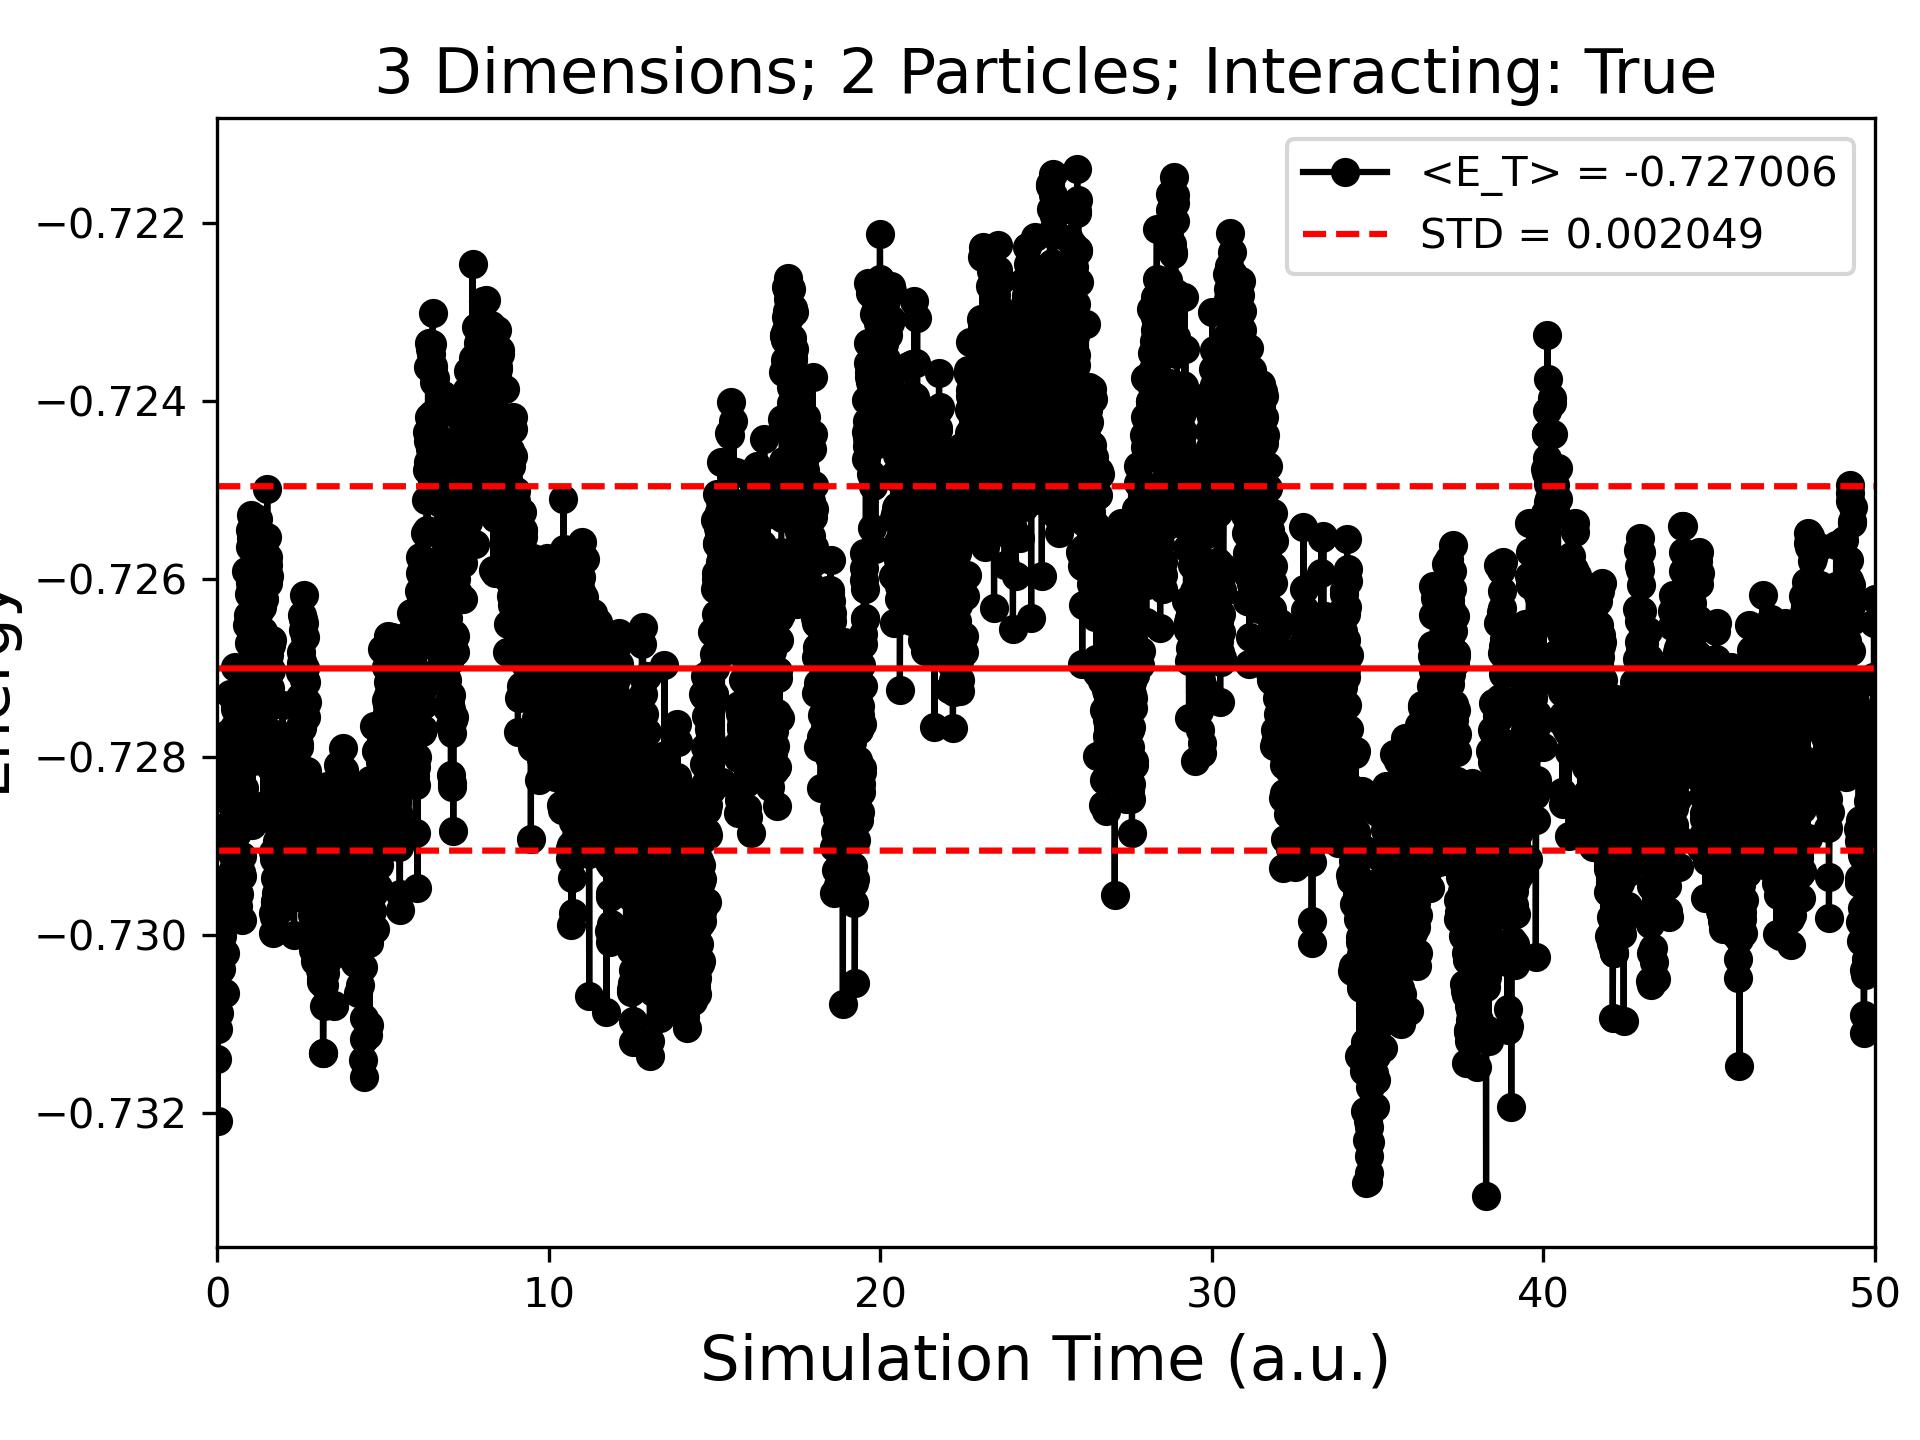 3 Dimensions; 2 Particles; Interacting: True
<E_T> = -0.727006
STD = 0.002049
−0.722
−0.724
−0.726
−0.728
−0.730
−0.732
Energy
0 10 20 30 40 50
Simulation Time (a.u.)